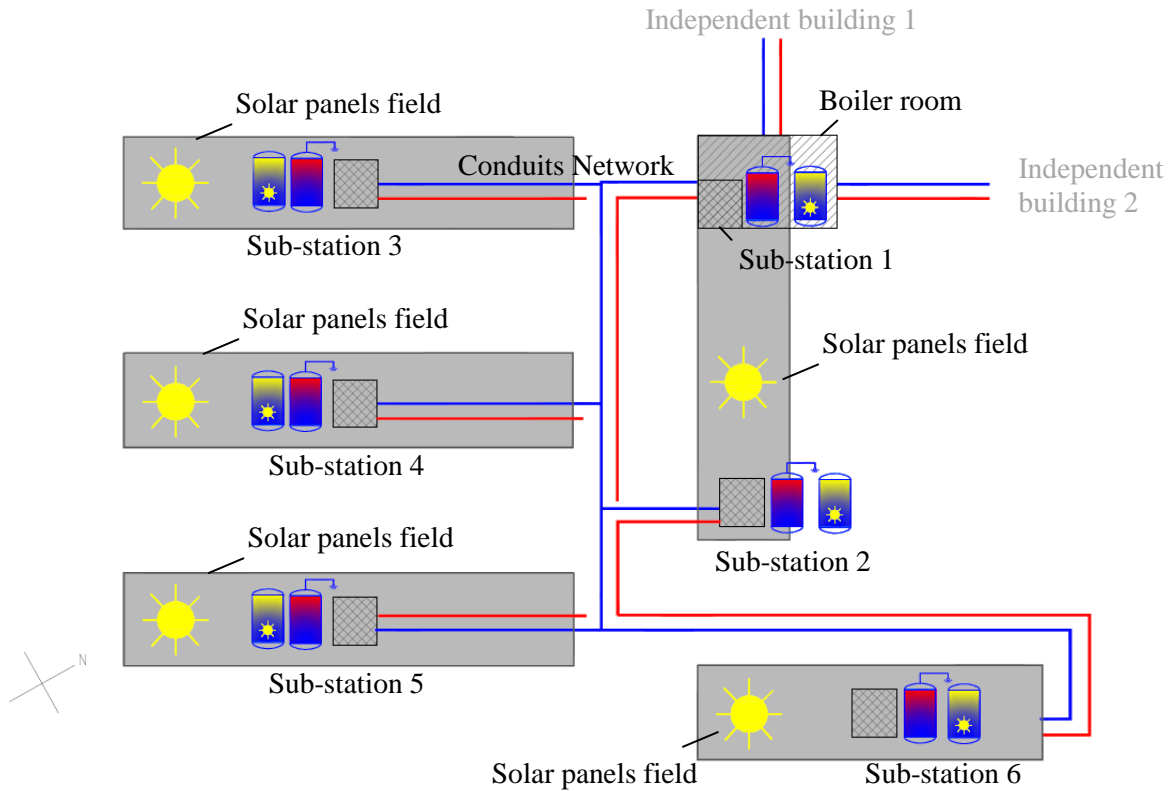 Independent building 1
Solar panels field
Boiler room
Conduits Network
Independent
building 2
Sub-station 3
Sub-station 1
Solar panels field
Solar panels field
Sub-station 4
Solar panels field
Sub-station 2
N
Sub-station 5
Solar panels field
Sub-station 6